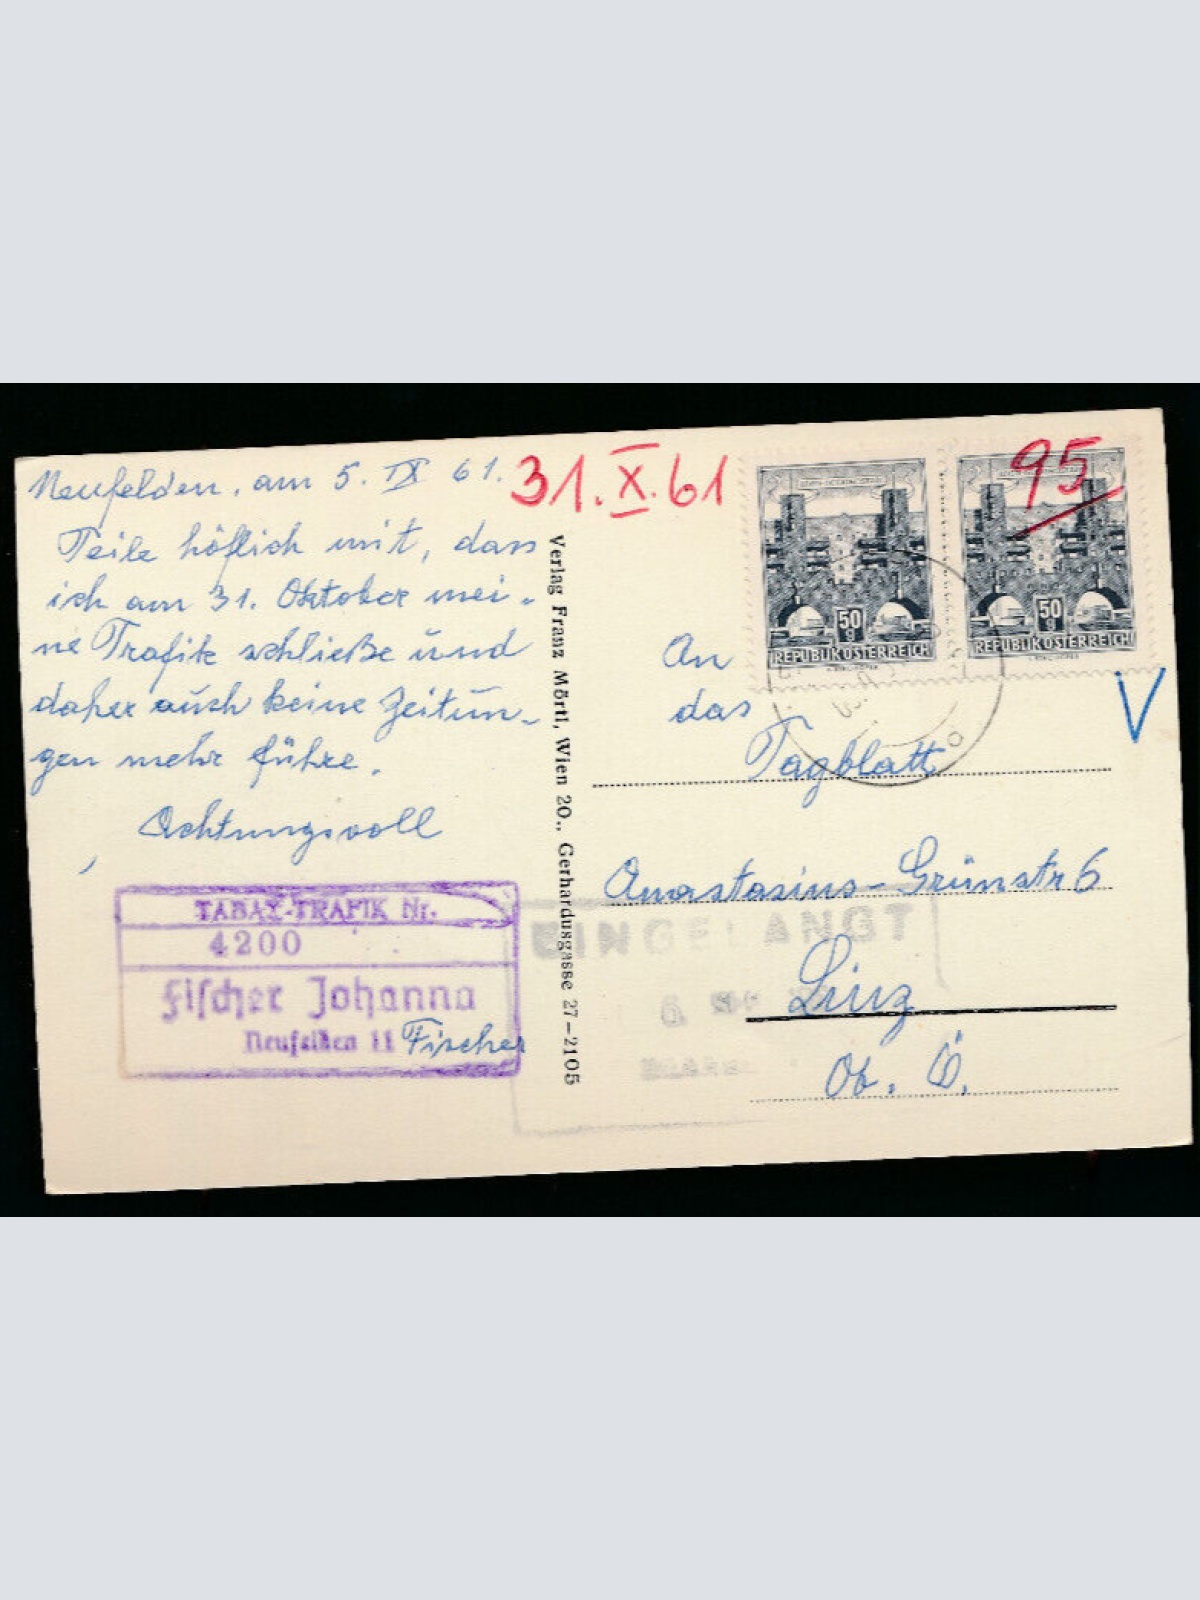 Neufelden, am 5. IX 61.
31. X. 61
Teile höflich mit, dass
ich am 31. Oktober mei-
ne Trafik schließe und
daher auch keine Zeitun-
gen mehr führe.
Achtungsvoll
TABAK-TRAFIK Nr.
4200
Fischer Johanna
Neufelden 11
Fischer
Verlag Franz Mörtl, Wien 20., Gerhardusgasse 27-2105
95
50
g
REPUBLIK ÖSTERREICH
50
g
REPUBLIK ÖSTERREICH
V
An
das
Tagblatt
Anastasius-Grünstr 6
EINGELANGT
6
Linz
Ob. Ö.